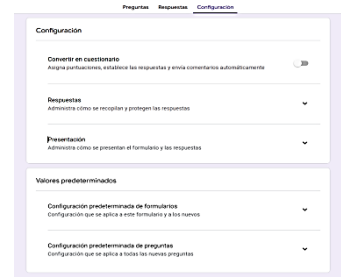 Preguntas Respuestas Configuración
Configuración
Convertir en cuestionario
Asigna puntuaciones, establece las respuestas y envía comentarios automáticamente
Respuestas
Administra cómo se recopilan y protegen las respuestas
Presentación
Administra cómo se presentan el formulario y las respuestas
Valores predeterminados
Configuración predeterminada de formularios
Configuración que se aplica a este formulario y a los nuevos
Configuración predeterminada de preguntas
Configuración que se aplica a todas las nuevas preguntas